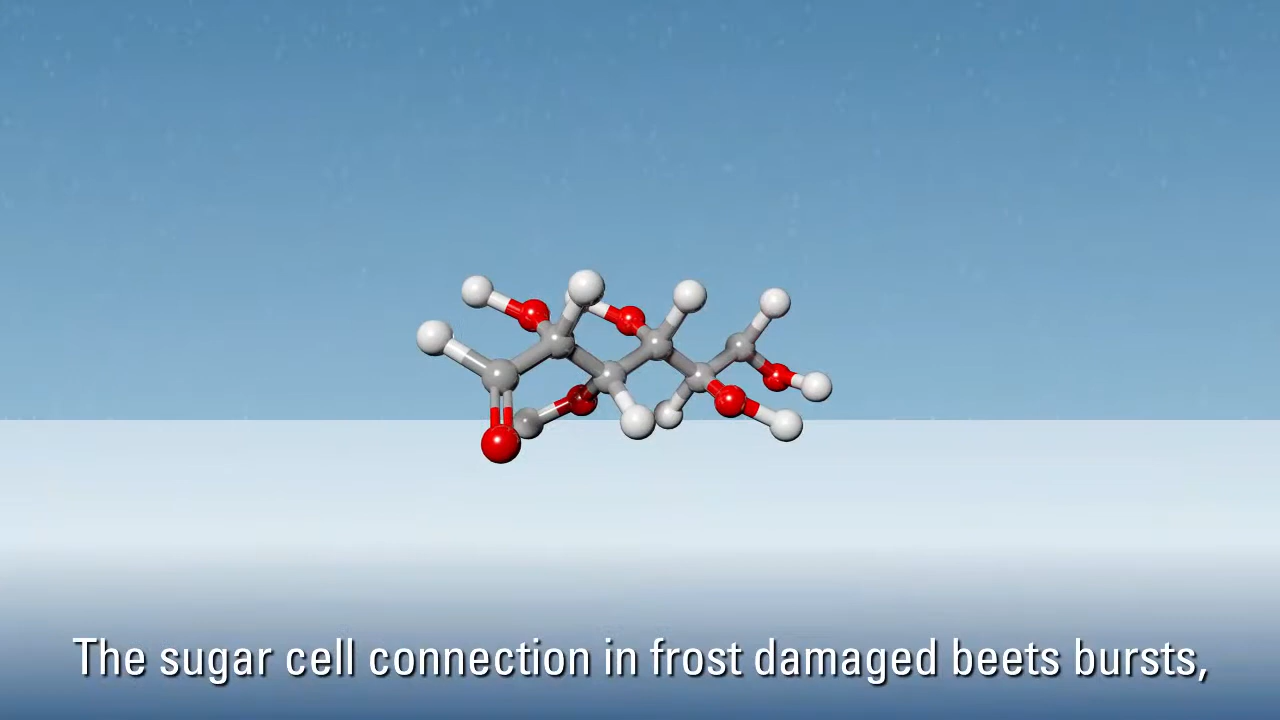 The sugar cell connection in frost damaged beets bursts,